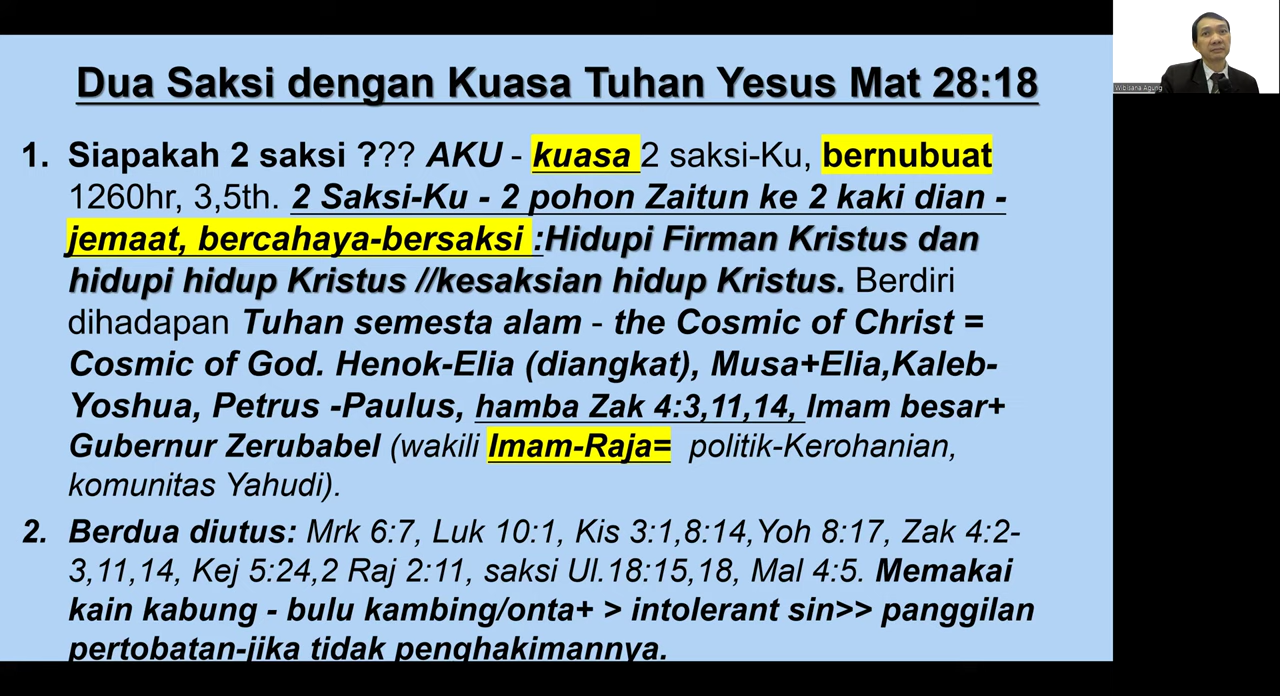 Dua Saksi dengan Kuasa Tuhan Yesus Mat 28:18
1. Siapakah 2 saksi ??? AKU - kuasa 2 saksi-Ku, bernubuat
1260hr, 3,5th. 2 Saksi-Ku - 2 pohon Zaitun ke 2 kaki dian -
jemaat, bercahaya-bersaksi :Hidupi Firman Kristus dan
hidupi hidup Kristus //kesaksian hidup Kristus. Berdiri
dihadapan Tuhan semesta alam - the Cosmic of Christ =
Cosmic of God. Henok-Elia (diangkat), Musa+Elia,Kaleb-
Yoshua, Petrus -Paulus, hamba Zak 4:3,11,14, Imam besar+
Gubernur Zerubabel (wakili Imam-Raja= politik-Kerohanian,
komunitas Yahudi).
2. Berdua diutus: Mrk 6:7, Luk 10:1, Kis 3:1,8:14,Yoh 8:17, Zak 4:2-
3,11,14, Kej 5:24,2 Raj 2:11, saksi Ul.18:15,18, Mal 4:5. Memakai
kain kabung - bulu kambing/onta+ > intolerant sin>> panggilan
pertobatan-jika tidak penghakimannya.
Wibisana Agung